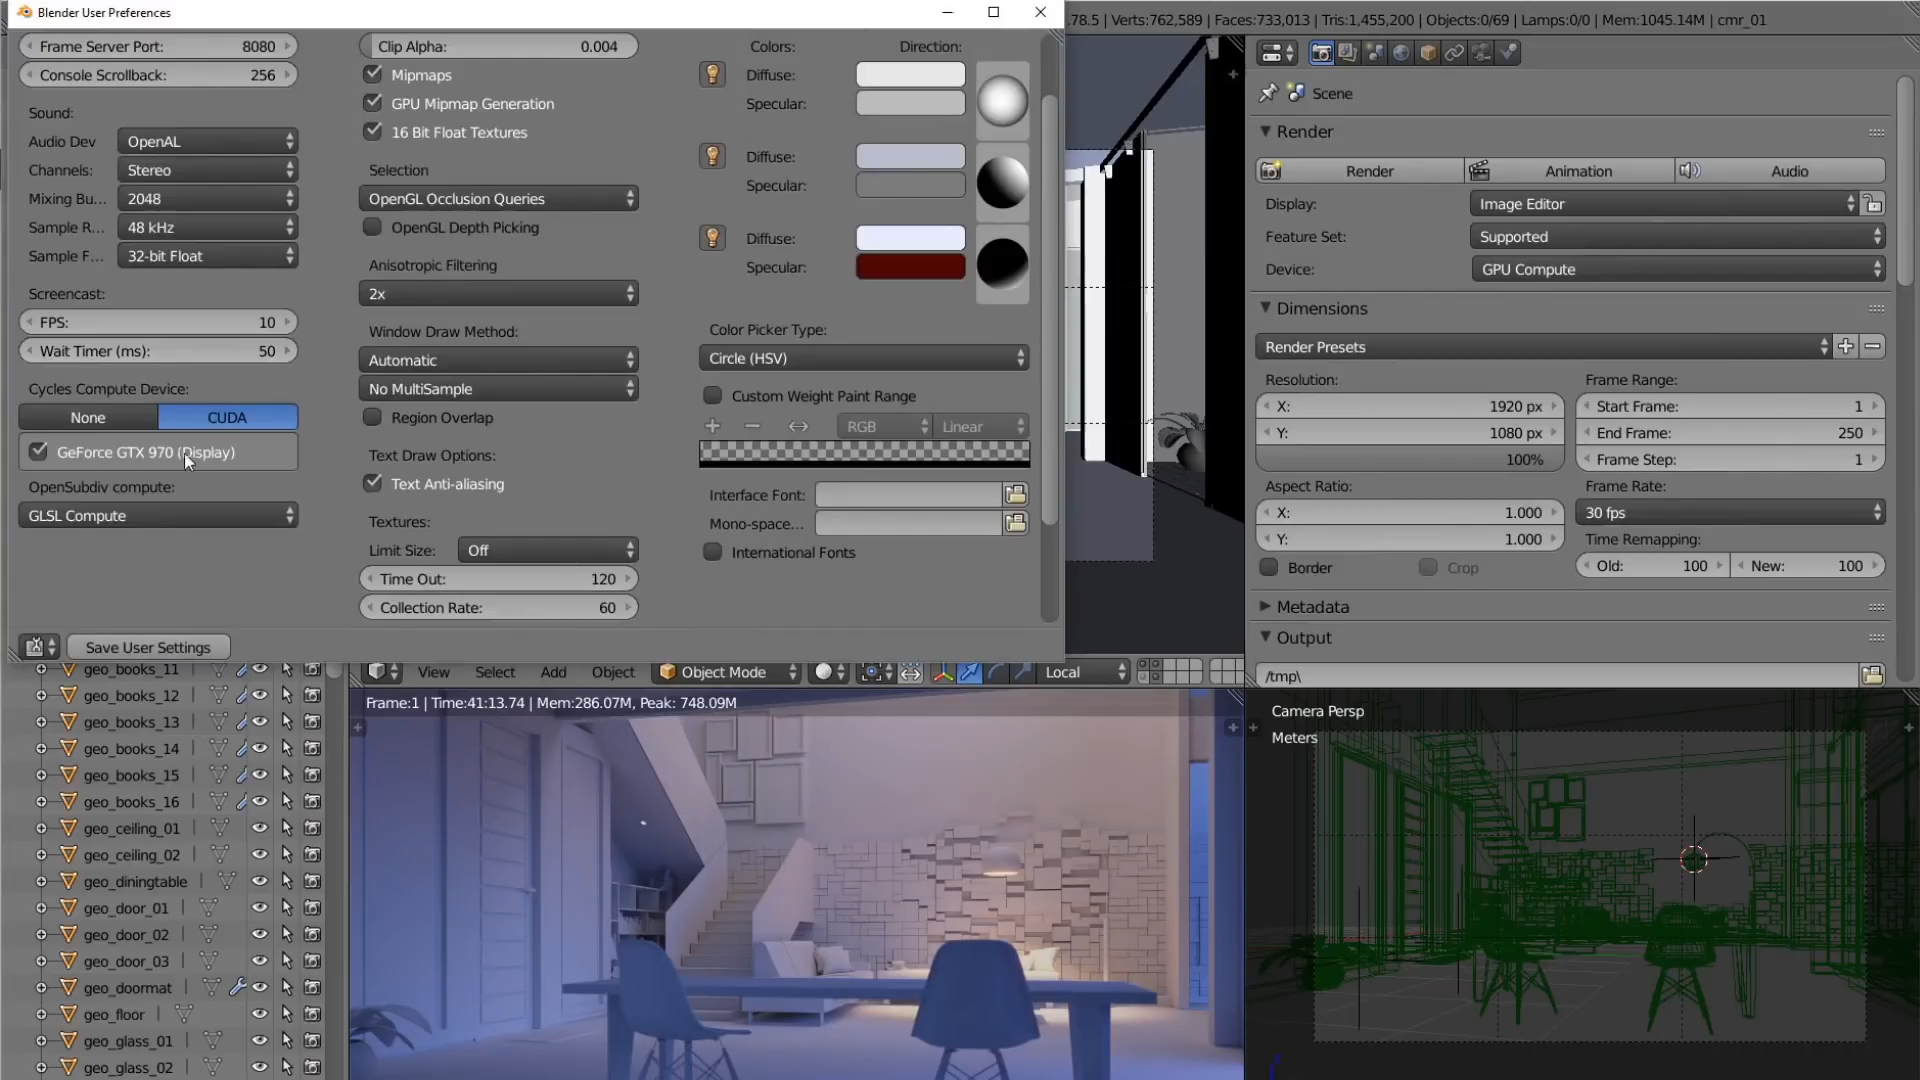 Blender User Preferences
.78.5 | Verts:762,589 | Faces:733,013 | Tris:1,455,200 | Objects:0/69 | Lamps:0/0 | Mem:1045.14M | cmr_01
Frame Server Port: 8080
Console Scrollback: 256
Sound:
Audio Dev OpenAL
Channels: Stereo
Mixing Bu... 2048
Sample R... 48 kHz
Sample F... 32-bit Float
Screencast:
FPS: 10
Wait Timer (ms): 50
Cycles Compute Device:
None CUDA
GeForce GTX 970 (Display)
OpenSubdiv compute:
GLSL Compute
Save User Settings
Clip Alpha: 0.004
Mipmaps
GPU Mipmap Generation
16 Bit Float Textures
Selection
OpenGL Occlusion Queries
OpenGL Depth Picking
Anisotropic Filtering
2x
Window Draw Method:
Automatic
No MultiSample
Region Overlap
Text Draw Options:
Text Anti-aliasing
Textures:
Limit Size: Off
Time Out: 120
Collection Rate: 60
Colors: Direction:
Diffuse:
Specular:
Diffuse:
Specular:
Diffuse:
Specular:
Color Picker Type:
Circle (HSV)
Custom Weight Paint Range
RGB Linear
Interface Font:
Mono-space...
International Fonts
Scene
Render
Render Animation Audio
Display: Image Editor
Feature Set: Supported
Device: GPU Compute
Dimensions
Render Presets
Resolution: Frame Range:
X: 1920 px Start Frame: 1
Y: 1080 px End Frame: 250
100% Frame Step: 1
Aspect Ratio: Frame Rate:
X: 1.000 30 fps
Y: 1.000 Time Remapping:
Border Crop Old: 100 New: 100
Metadata
Output
/tmp\
geo_books_11
geo_books_12
geo_books_13
geo_books_14
geo_books_15
geo_books_16
geo_ceiling_01
geo_ceiling_02
geo_diningtable
geo_door_01
geo_door_02
geo_door_03
geo_doormat
geo_floor
geo_glass_01
geo_glass_02
View Select Add Object Object Mode Local
Frame:1 | Time:41:13.74 | Mem:286.07M, Peak: 748.09M
Camera Persp
Meters